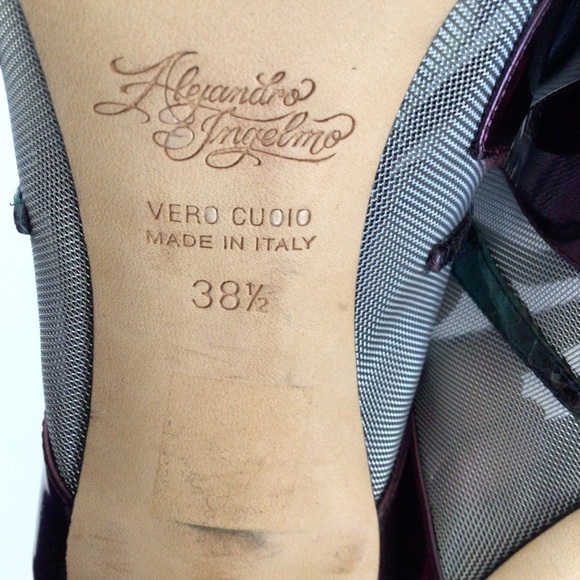 Alejandro
Ingelmo
VERO CUOIO
MADE IN ITALY
38½